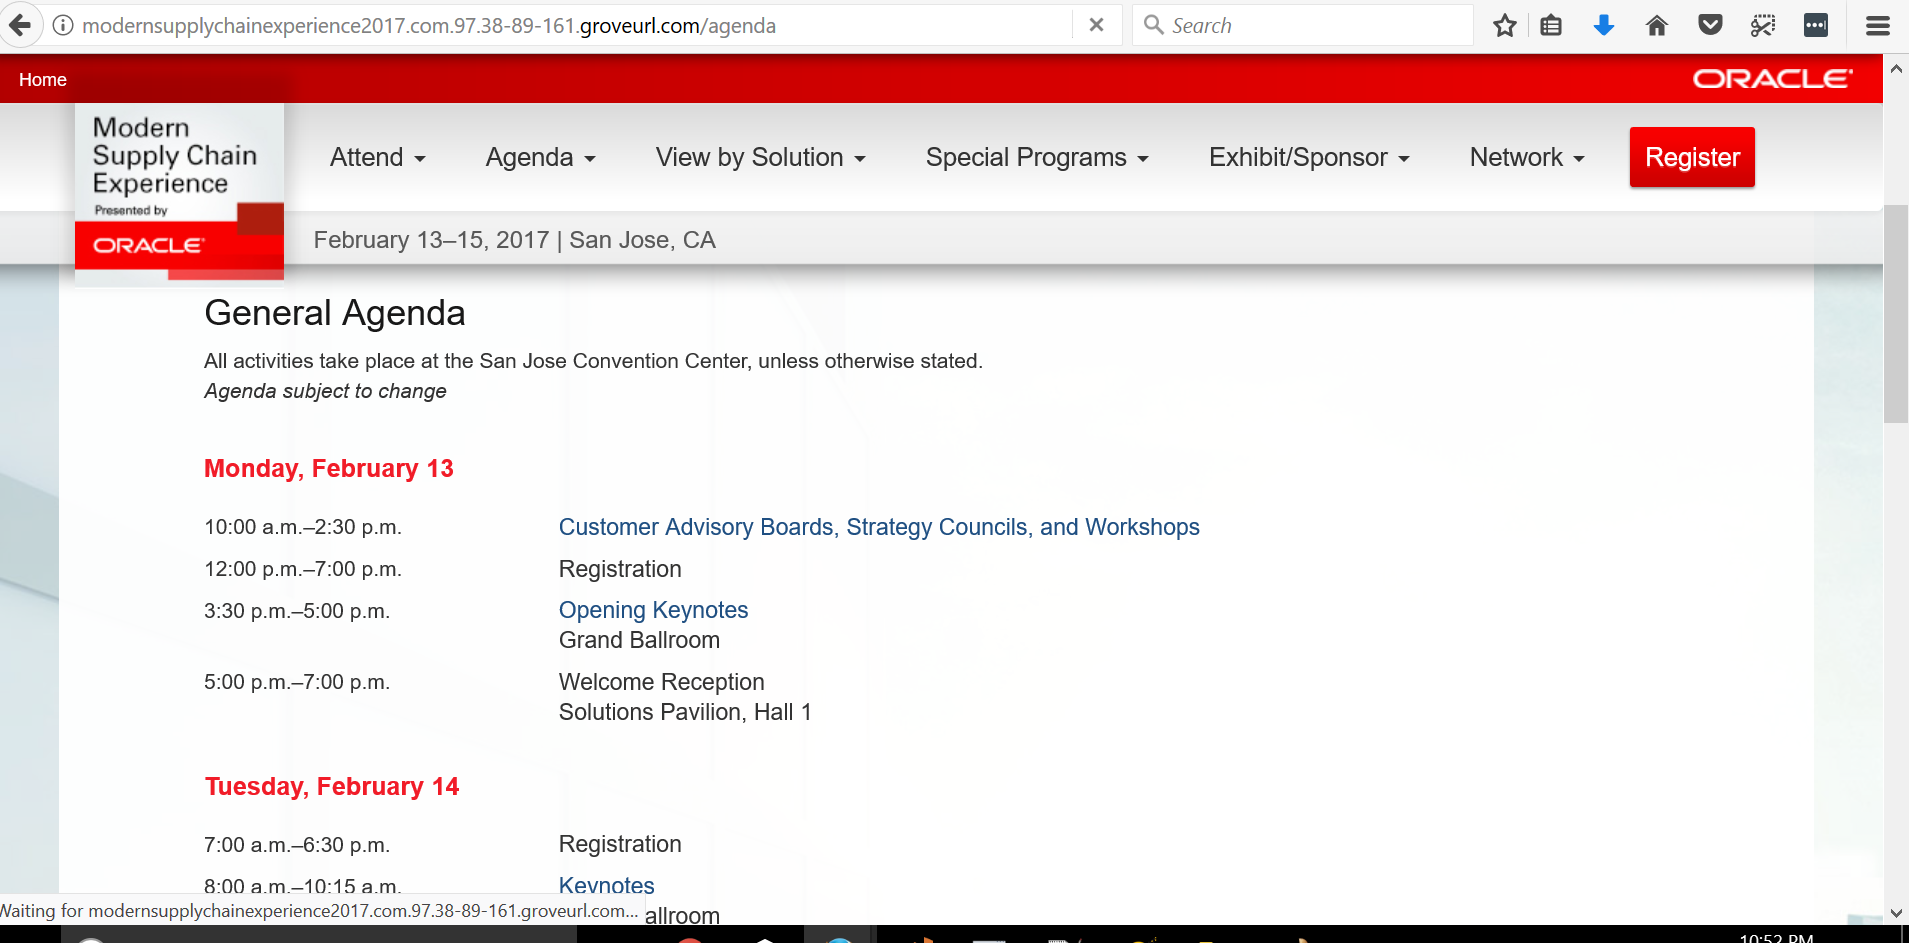 modernsupplychainexperience2017.com.97.38-89-161.groveurl.com/agenda
Search
Home
ORACLE
Modern
Supply Chain
Experience
Presented by
ORACLE
Attend
Agenda
View by Solution
Special Programs
Exhibit/Sponsor
Network
Register
February 13–15, 2017 | San Jose, CA
General Agenda
All activities take place at the San Jose Convention Center, unless otherwise stated.
Agenda subject to change
Monday, February 13
10:00 a.m.–2:30 p.m. Customer Advisory Boards, Strategy Councils, and Workshops
12:00 p.m.–7:00 p.m. Registration
3:30 p.m.–5:00 p.m. Opening Keynotes
Grand Ballroom
5:00 p.m.–7:00 p.m. Welcome Reception
Solutions Pavilion, Hall 1
Tuesday, February 14
7:00 a.m.–6:30 p.m. Registration
8:00 a.m.–10:15 a.m. Keynotes
allroom
Waiting for modernsupplychainexperience2017.com.97.38-89-161.groveurl.com...
10:52 PM